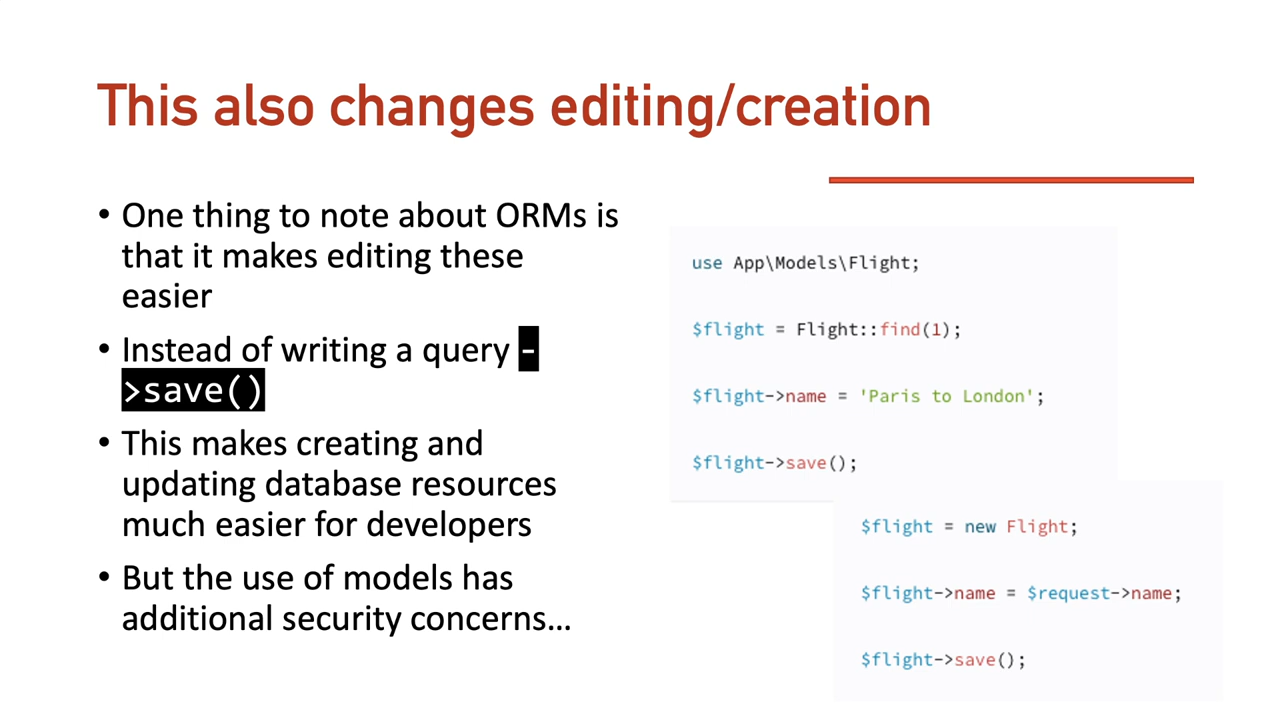 This also changes editing/creation
• One thing to note about ORMs is
that it makes editing these
easier
• Instead of writing a query -
>save()
• This makes creating and
updating database resources
much easier for developers
• But the use of models has
additional security concerns…
use App\Models\Flight;
$flight = Flight::find(1);
$flight->name = 'Paris to London';
$flight->save();
$flight = new Flight;
$flight->name = $request->name;
$flight->save();